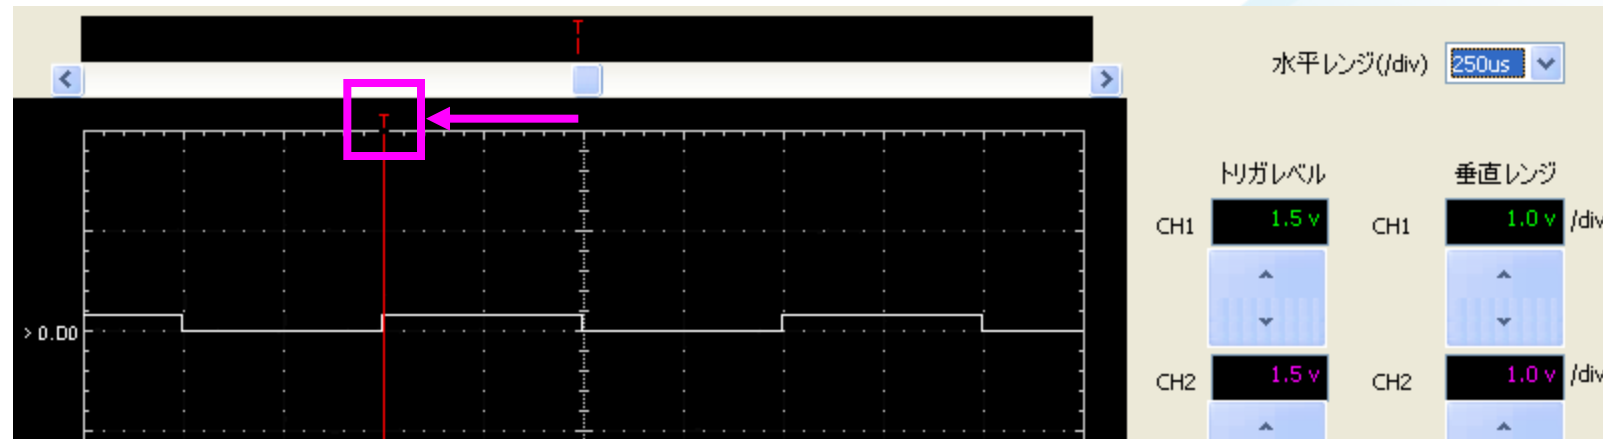 T
水平レンジ(/div) 250us
T
トリガレベル 垂直レンジ
CH1 1.5 v CH1 1.0 v /div
> 0.D0
CH2 1.5 v CH2 1.0 v /div